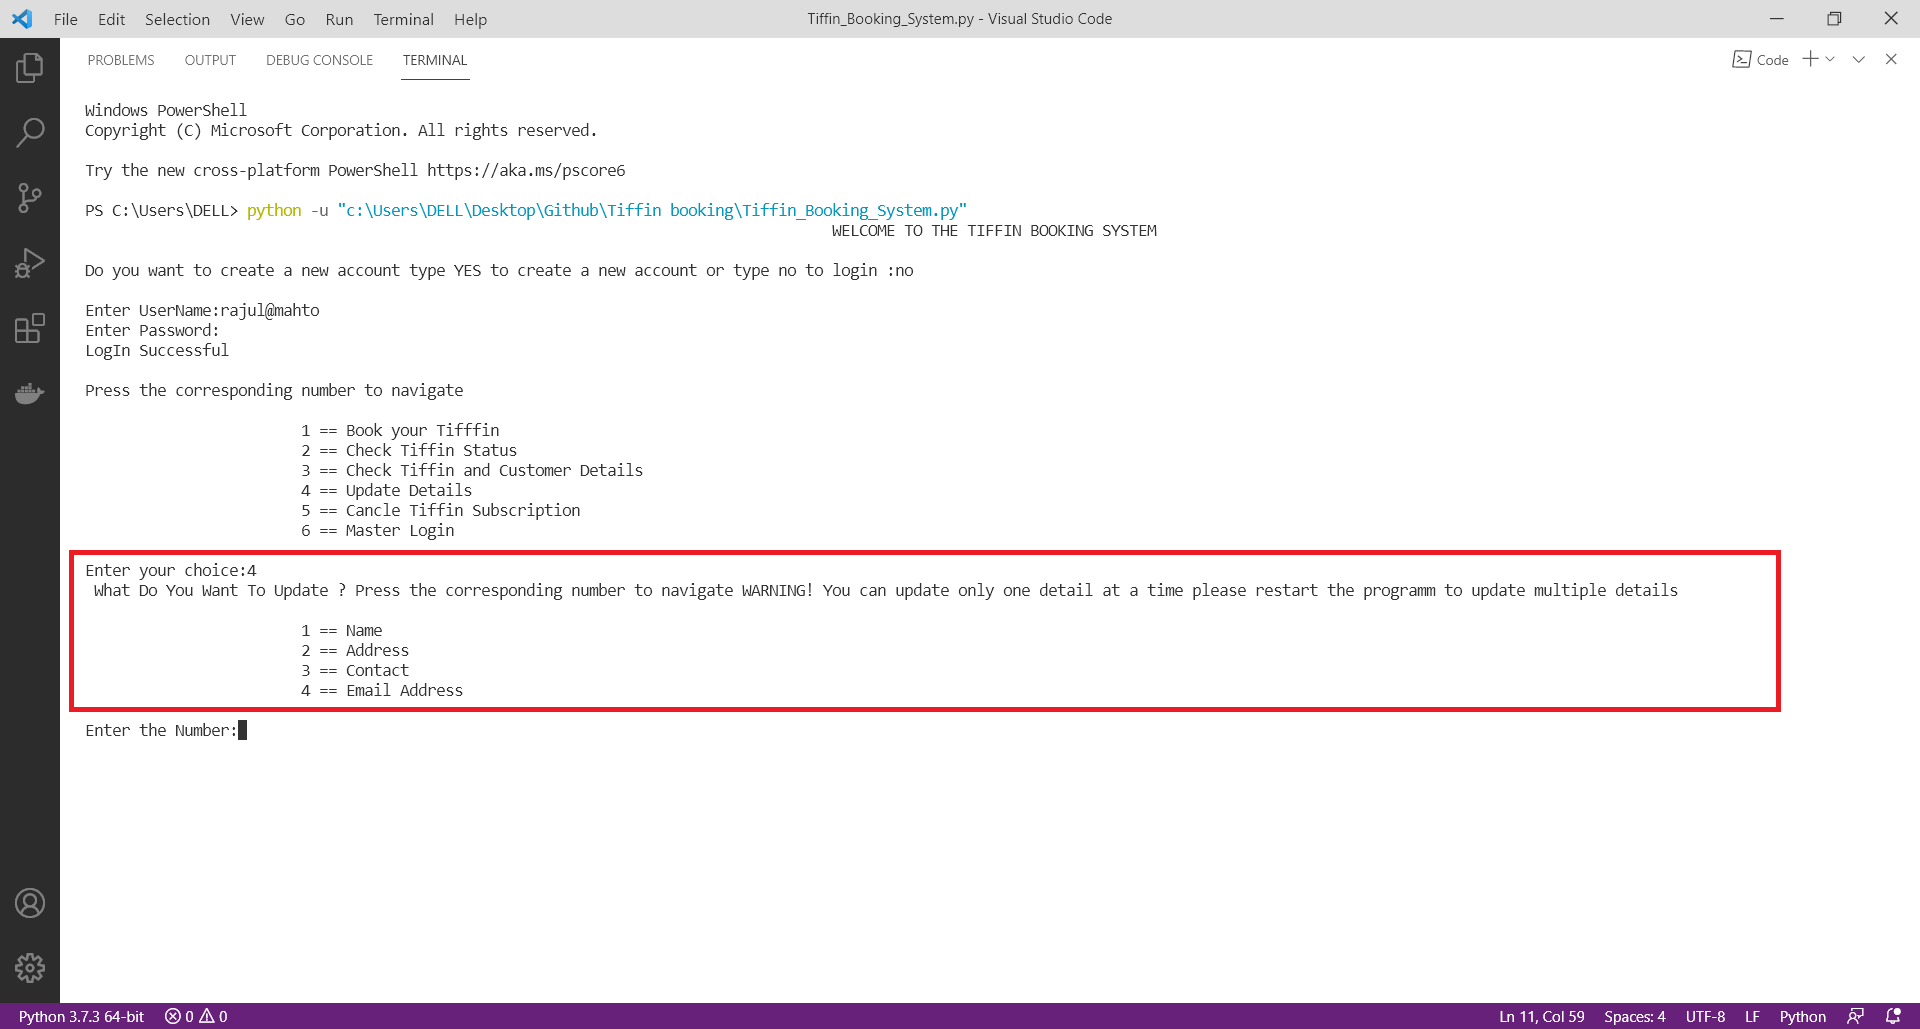 File Edit Selection View Go Run Terminal Help
Tiffin_Booking_System.py - Visual Studio Code
PROBLEMS OUTPUT DEBUG CONSOLE TERMINAL
Code
Windows PowerShell
Copyright (C) Microsoft Corporation. All rights reserved.
Try the new cross-platform PowerShell https://aka.ms/pscore6
PS C:\Users\DELL> python -u "c:\Users\DELL\Desktop\Github\Tiffin booking\Tiffin_Booking_System.py"
WELCOME TO THE TIFFIN BOOKING SYSTEM
Do you want to create a new account type YES to create a new account or type no to login :no
Enter UserName:rajul@mahto
Enter Password:
LogIn Successful
Press the corresponding number to navigate
1 == Book your Tifffin
2 == Check Tiffin Status
3 == Check Tiffin and Customer Details
4 == Update Details
5 == Cancle Tiffin Subscription
6 == Master Login
Enter your choice:4
What Do You Want To Update ? Press the corresponding number to navigate WARNING! You can update only one detail at a time please restart the programm to update multiple details
1 == Name
2 == Address
3 == Contact
4 == Email Address
Enter the Number:
Python 3.7.3 64-bit 0 0
Ln 11, Col 59 Spaces: 4 UTF-8 LF Python